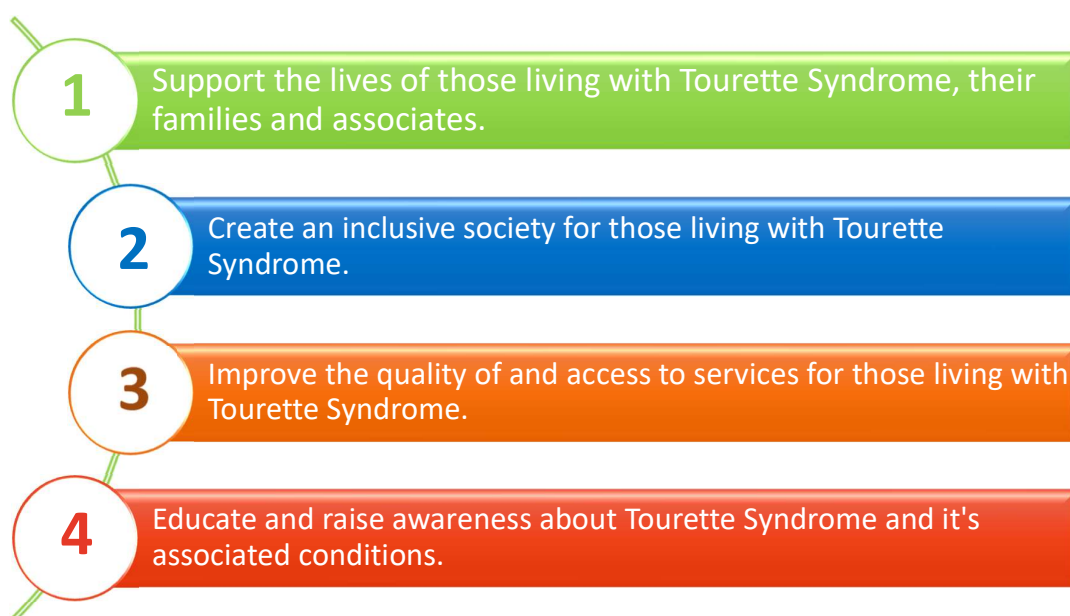 1
Support the lives of those living with Tourette Syndrome, their
families and associates.
2
Create an inclusive society for those living with Tourette
Syndrome.
3
Improve the quality of and access to services for those living with
Tourette Syndrome.
4
Educate and raise awareness about Tourette Syndrome and it's
associated conditions.